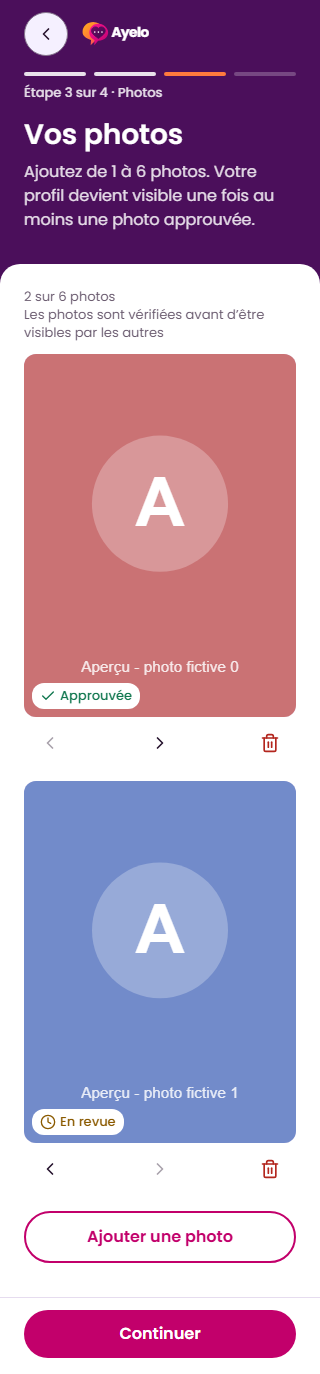 Ayelo
Étape 3 sur 4 · Photos
Vos photos
Ajoutez de 1 à 6 photos. Votre
profil devient visible une fois au
moins une photo approuvée.
2 sur 6 photos
Les photos sont vérifiées avant d’être
visibles par les autres
A
Aperçu - photo fictive 0
Approuvée
A
Aperçu - photo fictive 1
En revue
Ajouter une photo
Continuer